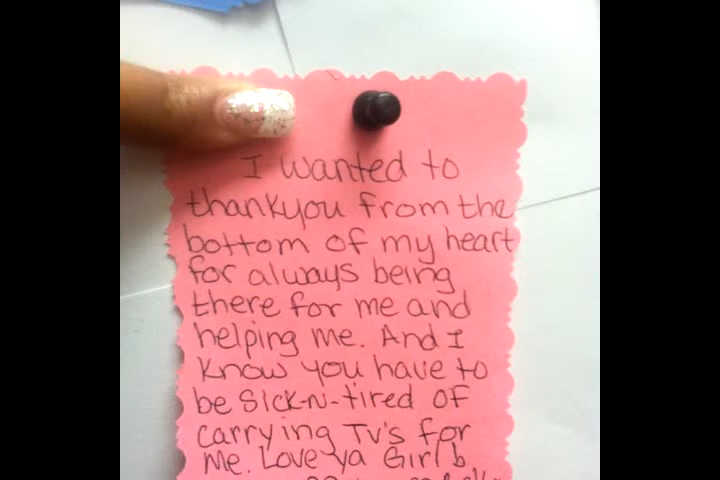 I wanted to
thankyou from the
bottom of my heart
for always being
there for me and
helping me. And I
know you have to
be sick-n-tired of
carrying TV's for
me. Love ya Girl b